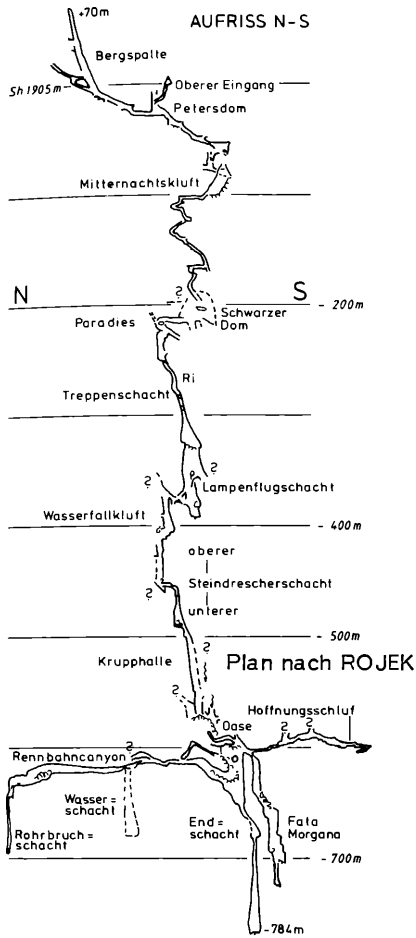 +70m
AUFRISS N-S
Bergspalte
Sh 1905m
Oberer Eingang
Petersdom
Mitternachtskluft
N
S
?
- 200m
Paradies
Schwarzer
Dom
Ri
Treppenschacht
?
?
Lampenflugschacht
Wasserfallkluft
- 400m
oberer
?
Steindrescherschacht
unterer
- 500m
?
Krupphalle
Plan nach ROJEK
?
Hoffnungsschluf
Oase
? ?
?
Rennbahncanyon
Wasser=
schacht
Rohrbruch=
schacht
End=
schacht
Fata
Morgana
- 700m
-784m